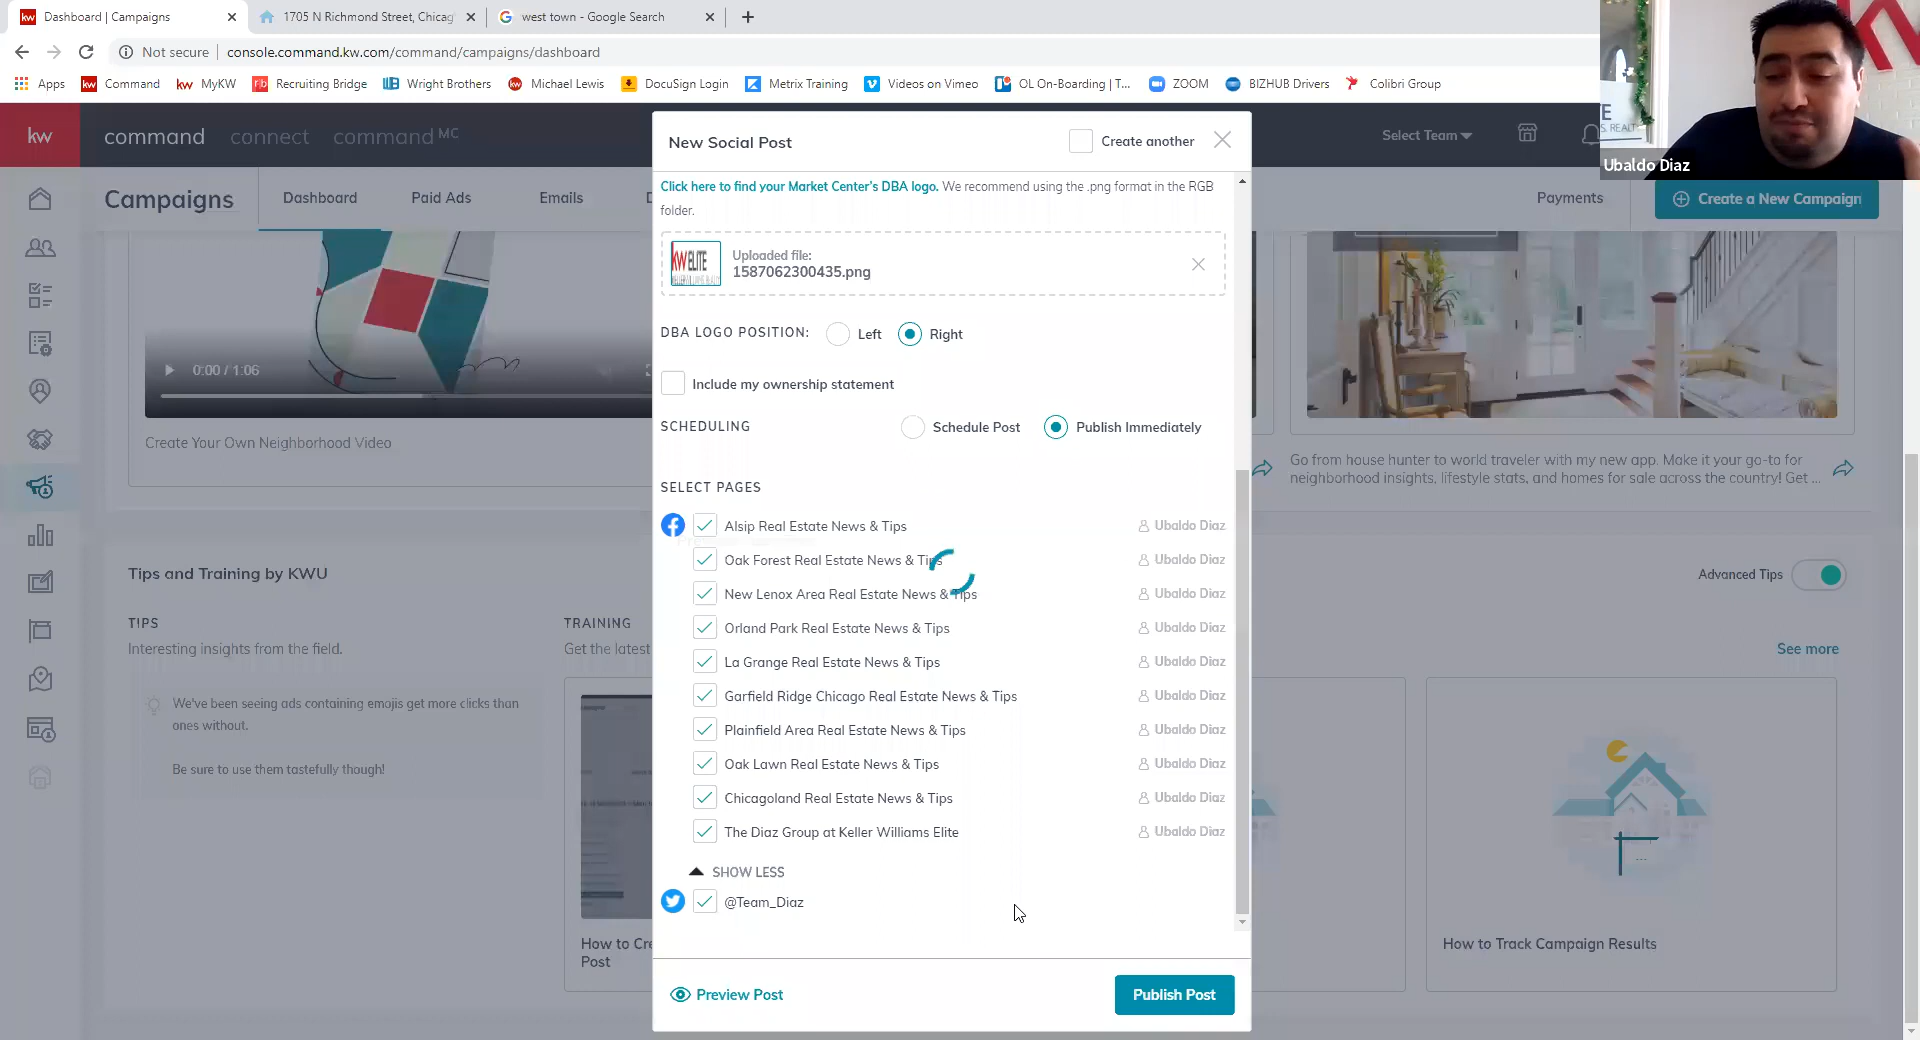 Dashboard | Campaigns
1705 N Richmond Street, Chicag
west town - Google Search
Not secure
console.command.kw.com/command/campaigns/dashboard
Apps
kw
Command
kw
MyKW
Recruiting Bridge
Wright Brothers
Michael Lewis
DocuSign Login
Metrix Training
Videos on Vimeo
OL On-Boarding | T...
ZOOM
BIZHUB Drivers
Colibri Group
Ubaldo Diaz
kw
command
connect
command MC
Select Team
Campaigns
Dashboard
Paid Ads
Emails
D
Payments
Create a New Campaign
0:00 / 1:06
Create Your Own Neighborhood Video
Go from house hunter to world traveler with my new app. Make it your go-to for
neighborhood insights, lifestyle stats, and homes for sale across the country! Get ...
Tips and Training by KWU
Advanced Tips
TIPS
Interesting insights from the field.
We've been seeing ads containing emojis get more clicks than
ones without.
Be sure to use them tastefully though!
TRAINING
Get the latest
See more
How to Cre
Post
How to Track Campaign Results
New Social Post
Create another
Click here to find your Market Center's DBA logo. We recommend using the .png format in the RGB
folder.
KW ELITE
Uploaded file:
1587062300435.png
DBA LOGO POSITION:
Left
Right
Include my ownership statement
SCHEDULING
Schedule Post
Publish Immediately
SELECT PAGES
Alsip Real Estate News & Tips
Ubaldo Diaz
Oak Forest Real Estate News & Tips
Ubaldo Diaz
New Lenox Area Real Estate News & Tips
Ubaldo Diaz
Orland Park Real Estate News & Tips
Ubaldo Diaz
La Grange Real Estate News & Tips
Ubaldo Diaz
Garfield Ridge Chicago Real Estate News & Tips
Ubaldo Diaz
Plainfield Area Real Estate News & Tips
Ubaldo Diaz
Oak Lawn Real Estate News & Tips
Ubaldo Diaz
Chicagoland Real Estate News & Tips
Ubaldo Diaz
The Diaz Group at Keller Williams Elite
Ubaldo Diaz
SHOW LESS
@Team_Diaz
Preview Post
Publish Post